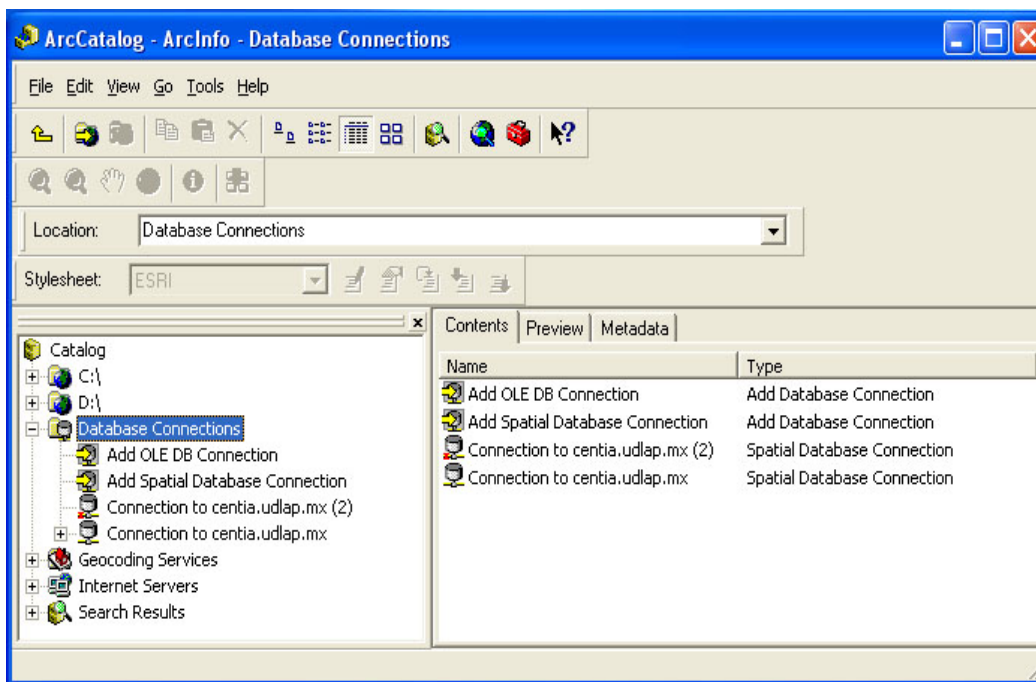 ArcCatalog - ArcInfo - Database Connections
File Edit View Go Tools Help
Location: Database Connections
Stylesheet: ESRI
Catalog
C:\
D:\
Database Connections
Add OLE DB Connection
Add Spatial Database Connection
Connection to centia.udlap.mx (2)
Connection to centia.udlap.mx
Geocoding Services
Internet Servers
Search Results
Contents Preview Metadata
Name Type
Add OLE DB Connection Add Database Connection
Add Spatial Database Connection Add Database Connection
Connection to centia.udlap.mx (2) Spatial Database Connection
Connection to centia.udlap.mx Spatial Database Connection